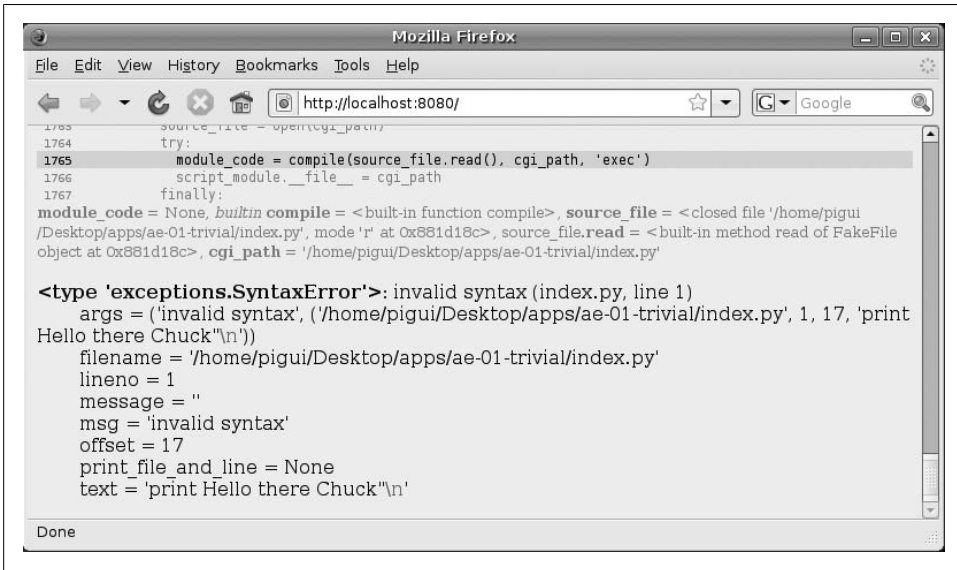 Mozilla Firefox
File Edit View History Bookmarks Tools Help
http://localhost:8080/
G Google
1763 source_file = open(cgi_path)
1764 try:
1765 module_code = compile(source_file.read(), cgi_path, 'exec')
1766 script_module.__file__ = cgi_path
1767 finally:
module_code = None, builtin compile = <built-in function compile>, source_file = <closed file '/home/pigui
/Desktop/apps/ae-01-trivial/index.py', mode 'r' at 0x881d18c>, source_file.read = <built-in method read of FakeFile
object at 0x881d18c>, cgi_path = '/home/pigui/Desktop/apps/ae-01-trivial/index.py'
<type 'exceptions.SyntaxError'>: invalid syntax (index.py, line 1)
args = ('invalid syntax', ('/home/pigui/Desktop/apps/ae-01-trivial/index.py', 1, 17, 'print
Hello there Chuck"\n'))
filename = '/home/pigui/Desktop/apps/ae-01-trivial/index.py'
lineno = 1
message = ''
msg = 'invalid syntax'
offset = 17
print_file_and_line = None
text = 'print Hello there Chuck"\n'
Done